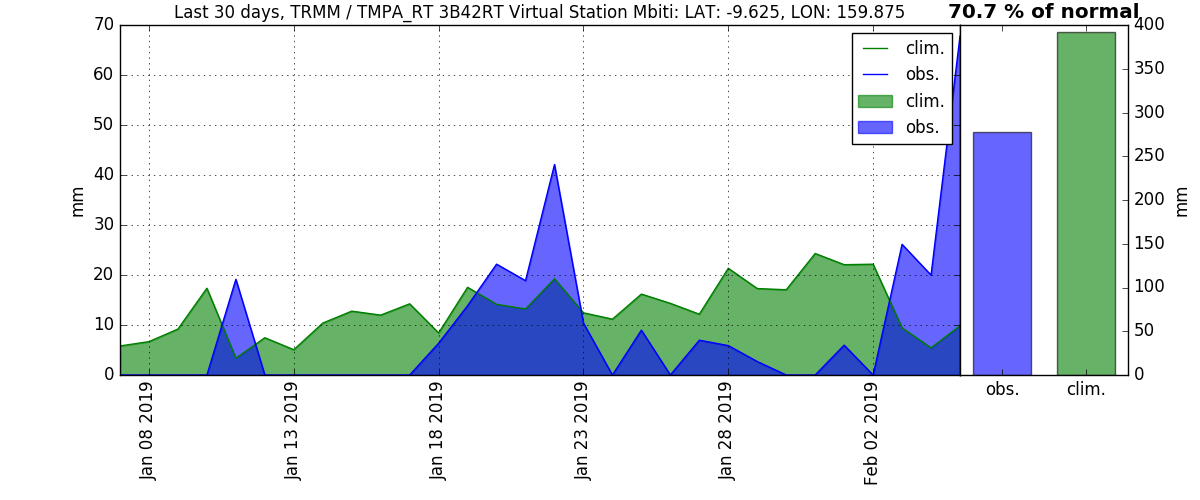 Last 30 days, TRMM / TMPA_RT 3B42RT Virtual Station Mbiti: LAT: -9.625, LON: 159.875
70.7 % of normal
70
60
50
40
30
20
10
0
mm
clim.
obs.
clim.
obs.
Jan 08 2019
Jan 13 2019
Jan 18 2019
Jan 23 2019
Jan 28 2019
Feb 02 2019
400
350
300
250
200
150
100
50
0
mm
obs.
clim.